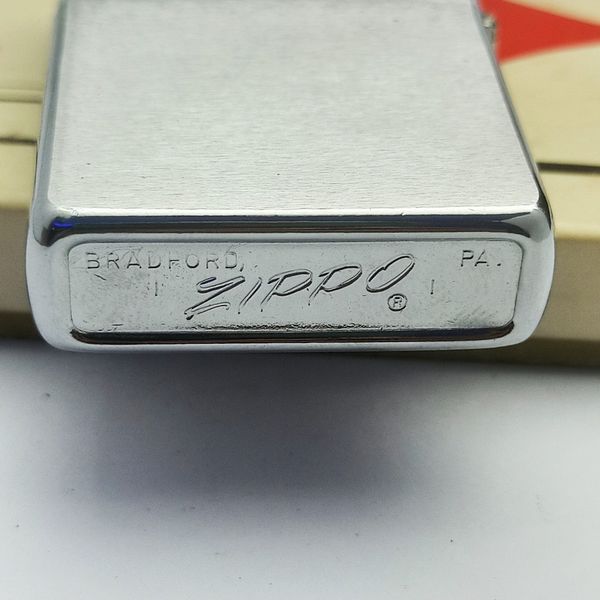 BRADFORD, PA.
| ZIPPO ® |